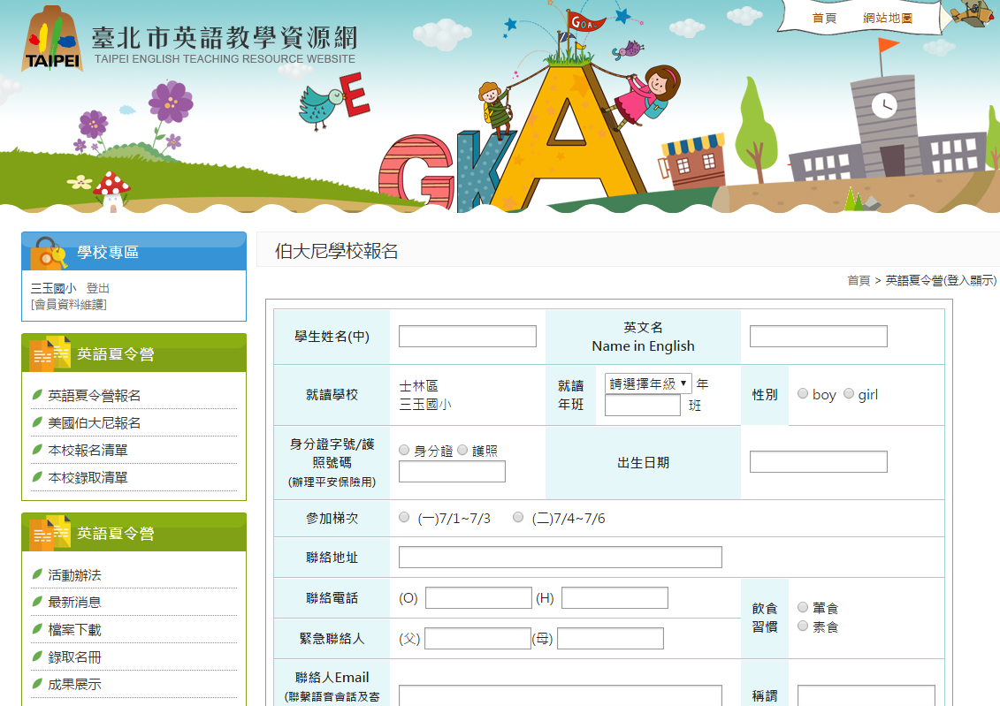 首頁 網站地圖
TAIPEI
臺北市英語教學資源網
TAIPEI ENGLISH TEACHING RESOURCE WEBSITE
GOAL
E
G K A
學校專區
三玉國小 登出
[會員資料維護]
英語夏令營
英語夏令營報名
美國伯大尼報名
本校報名清單
本校錄取清單
英語夏令營
活動辦法
最新消息
檔案下載
錄取名冊
成果展示
伯大尼學校報名
首頁 > 英語夏令營(登入顯示)
學生姓名(中)
英文名
Name in English
就讀學校
士林區
三玉國小
就讀
年班
請選擇年級 年
班
性別
boy girl
身分證字號/護
照號碼
(辦理平安保險用)
身分證 護照
出生日期
參加梯次
(一)7/1~7/3 (二)7/4~7/6
聯絡地址
聯絡電話
(O) (H)
飲食
習慣
葷食
素食
緊急聯絡人
(父) (母)
聯絡人Email
(聯繫語音會話及寄
稱謂